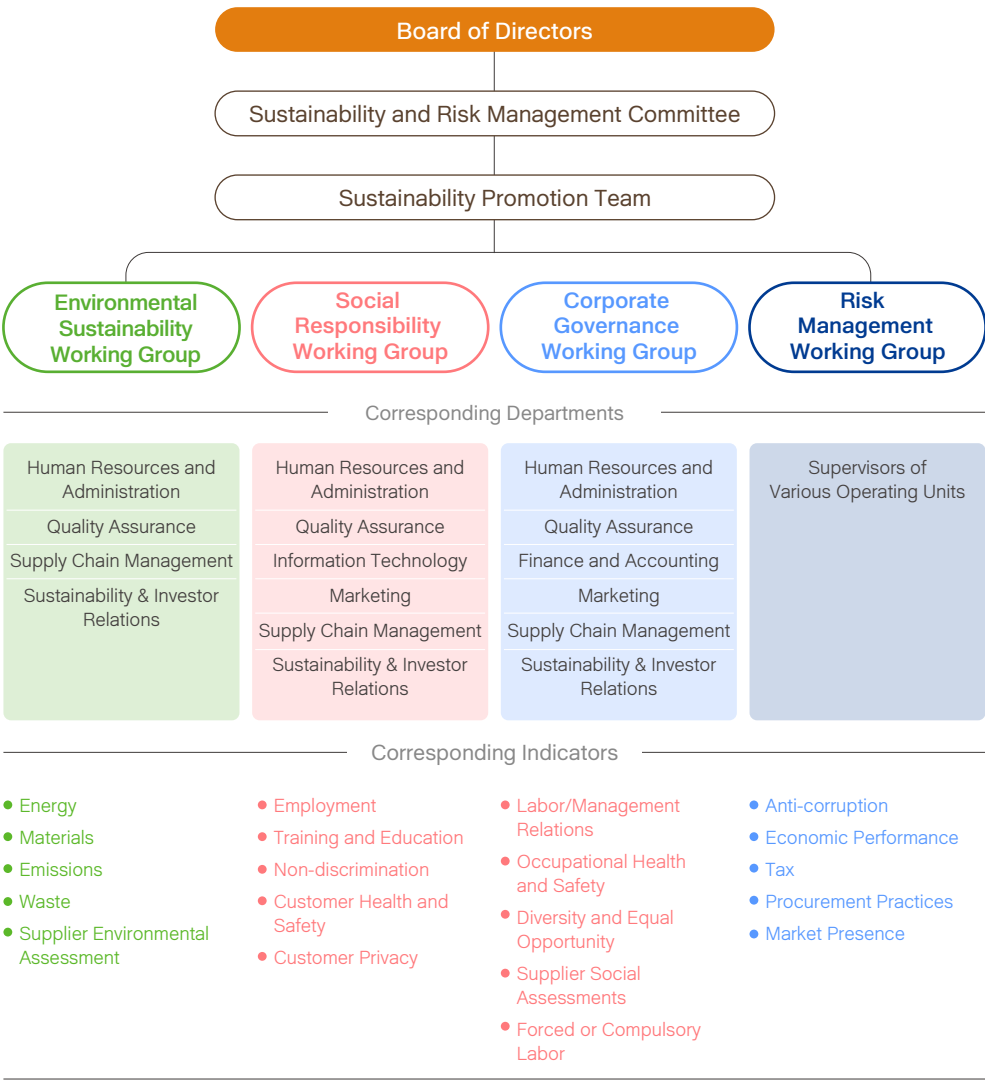 Board of Directors
Sustainability and Risk Management Committee
Sustainability Promotion Team
Environmental
Sustainability
Working Group
Social
Responsibility
Working Group
Corporate
Governance
Working Group
Risk
Management
Working Group
Corresponding Departments
Human Resources and
Administration
Quality Assurance
Supply Chain Management
Sustainability & Investor
Relations
Human Resources and
Administration
Quality Assurance
Information Technology
Marketing
Supply Chain Management
Sustainability & Investor
Relations
Human Resources and
Administration
Quality Assurance
Finance and Accounting
Marketing
Supply Chain Management
Sustainability & Investor
Relations
Supervisors of
Various Operating Units
Corresponding Indicators
Energy
Materials
Emissions
Waste
Supplier Environmental
Assessment
Employment
Training and Education
Non-discrimination
Customer Health and
Safety
Customer Privacy
Labor/Management
Relations
Occupational Health
and Safety
Diversity and Equal
Opportunity
Supplier Social
Assessments
Forced or Compulsory
Labor
Anti-corruption
Economic Performance
Tax
Procurement Practices
Market Presence